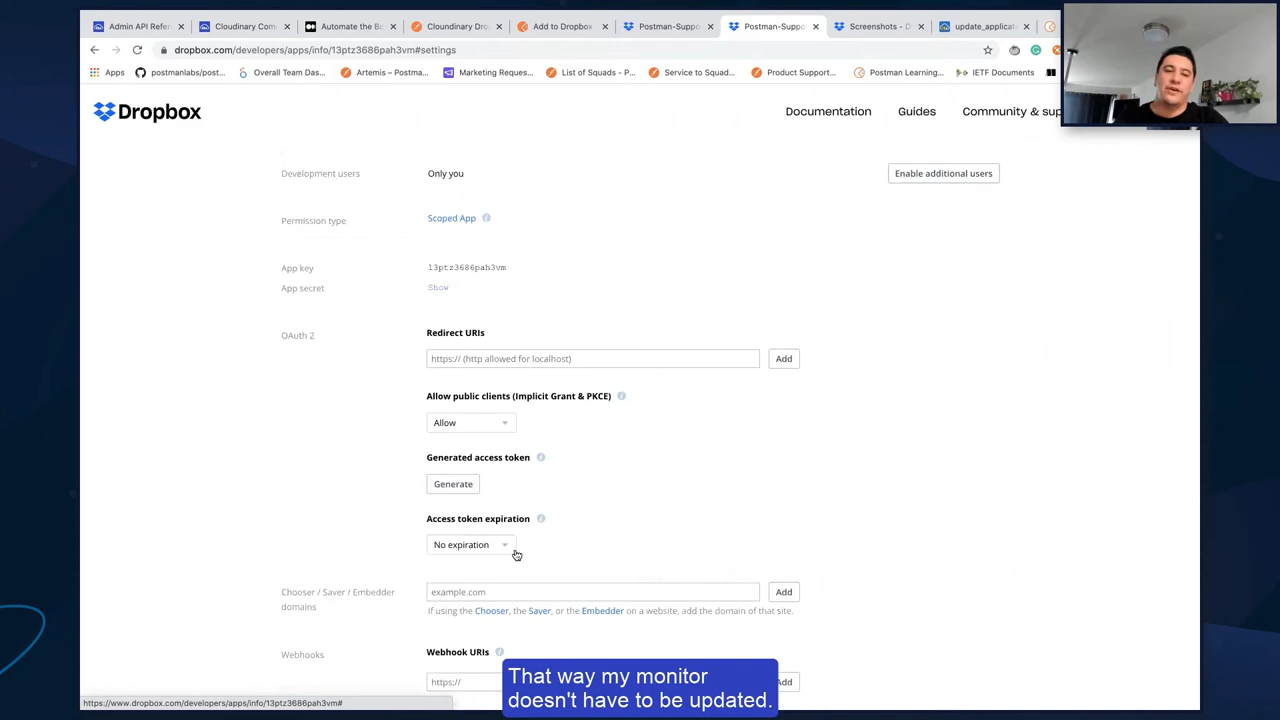 Admin API Refer
Cloudinary Com
Automate the Bo
Cloundinary Dro
Add to Dropbox
Postman-Suppo
Postman-Suppo
Screenshots - D
update_applicat
dropbox.com/developers/apps/info/13ptz3686pah3vm#settings
Apps
postmanlabs/post...
Overall Team Das...
Artemis – Postma...
Marketing Reques...
List of Squads - P...
Service to Squad...
Product Support...
Postman Learning...
IETF Documents
Dropbox
Documentation
Guides
Community & sup
Development users
Only you
Enable additional users
Permission type
Scoped App
App key
13ptz3686pah3vm
App secret
Show
OAuth 2
Redirect URIs
https:// (http allowed for localhost)
Add
Allow public clients (Implicit Grant & PKCE)
Allow
Generated access token
Generate
Access token expiration
No expiration
Chooser / Saver / Embedder
domains
example.com
Add
If using the Chooser, the Saver, or the Embedder on a website, add the domain of that site.
Webhooks
Webhook URIs
https://
Add
That way my monitor
doesn't have to be updated.
https://www.dropbox.com/developers/apps/info/13ptz3686pah3vm#